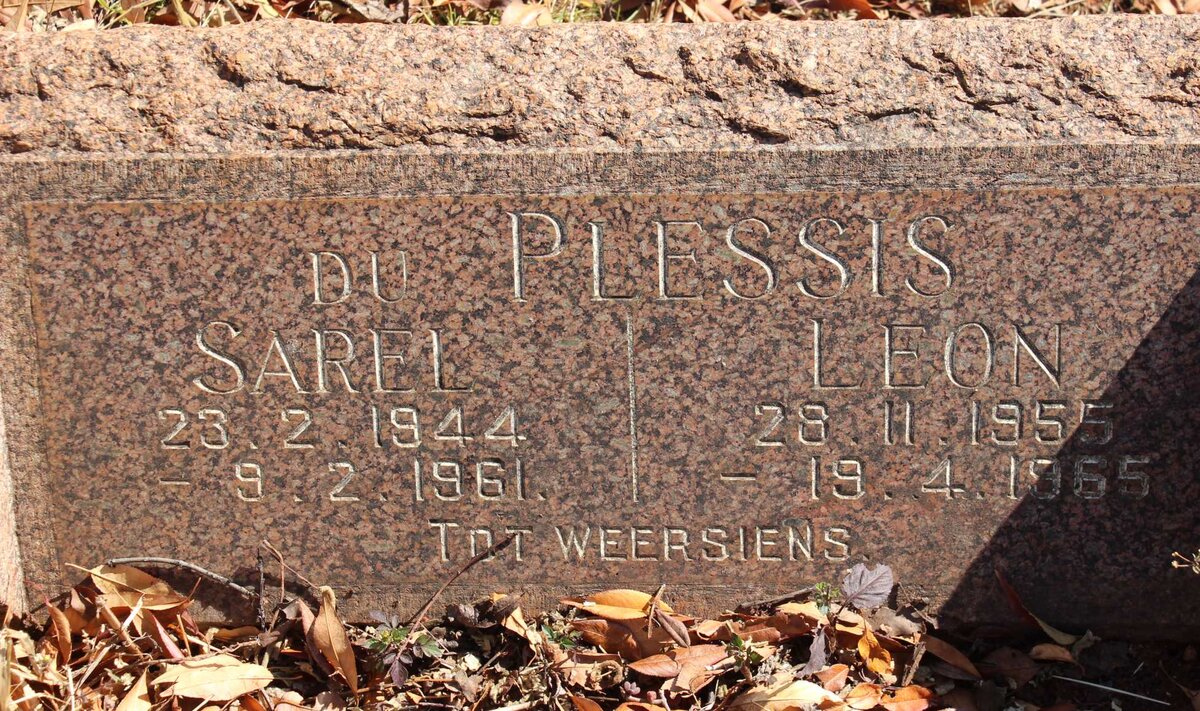 DU PLESSIS
SAREL
23.2.1944
- 9.2.1961.
LEON
28.11.1955
- 19.4.1965
TOT WEERSIENS.